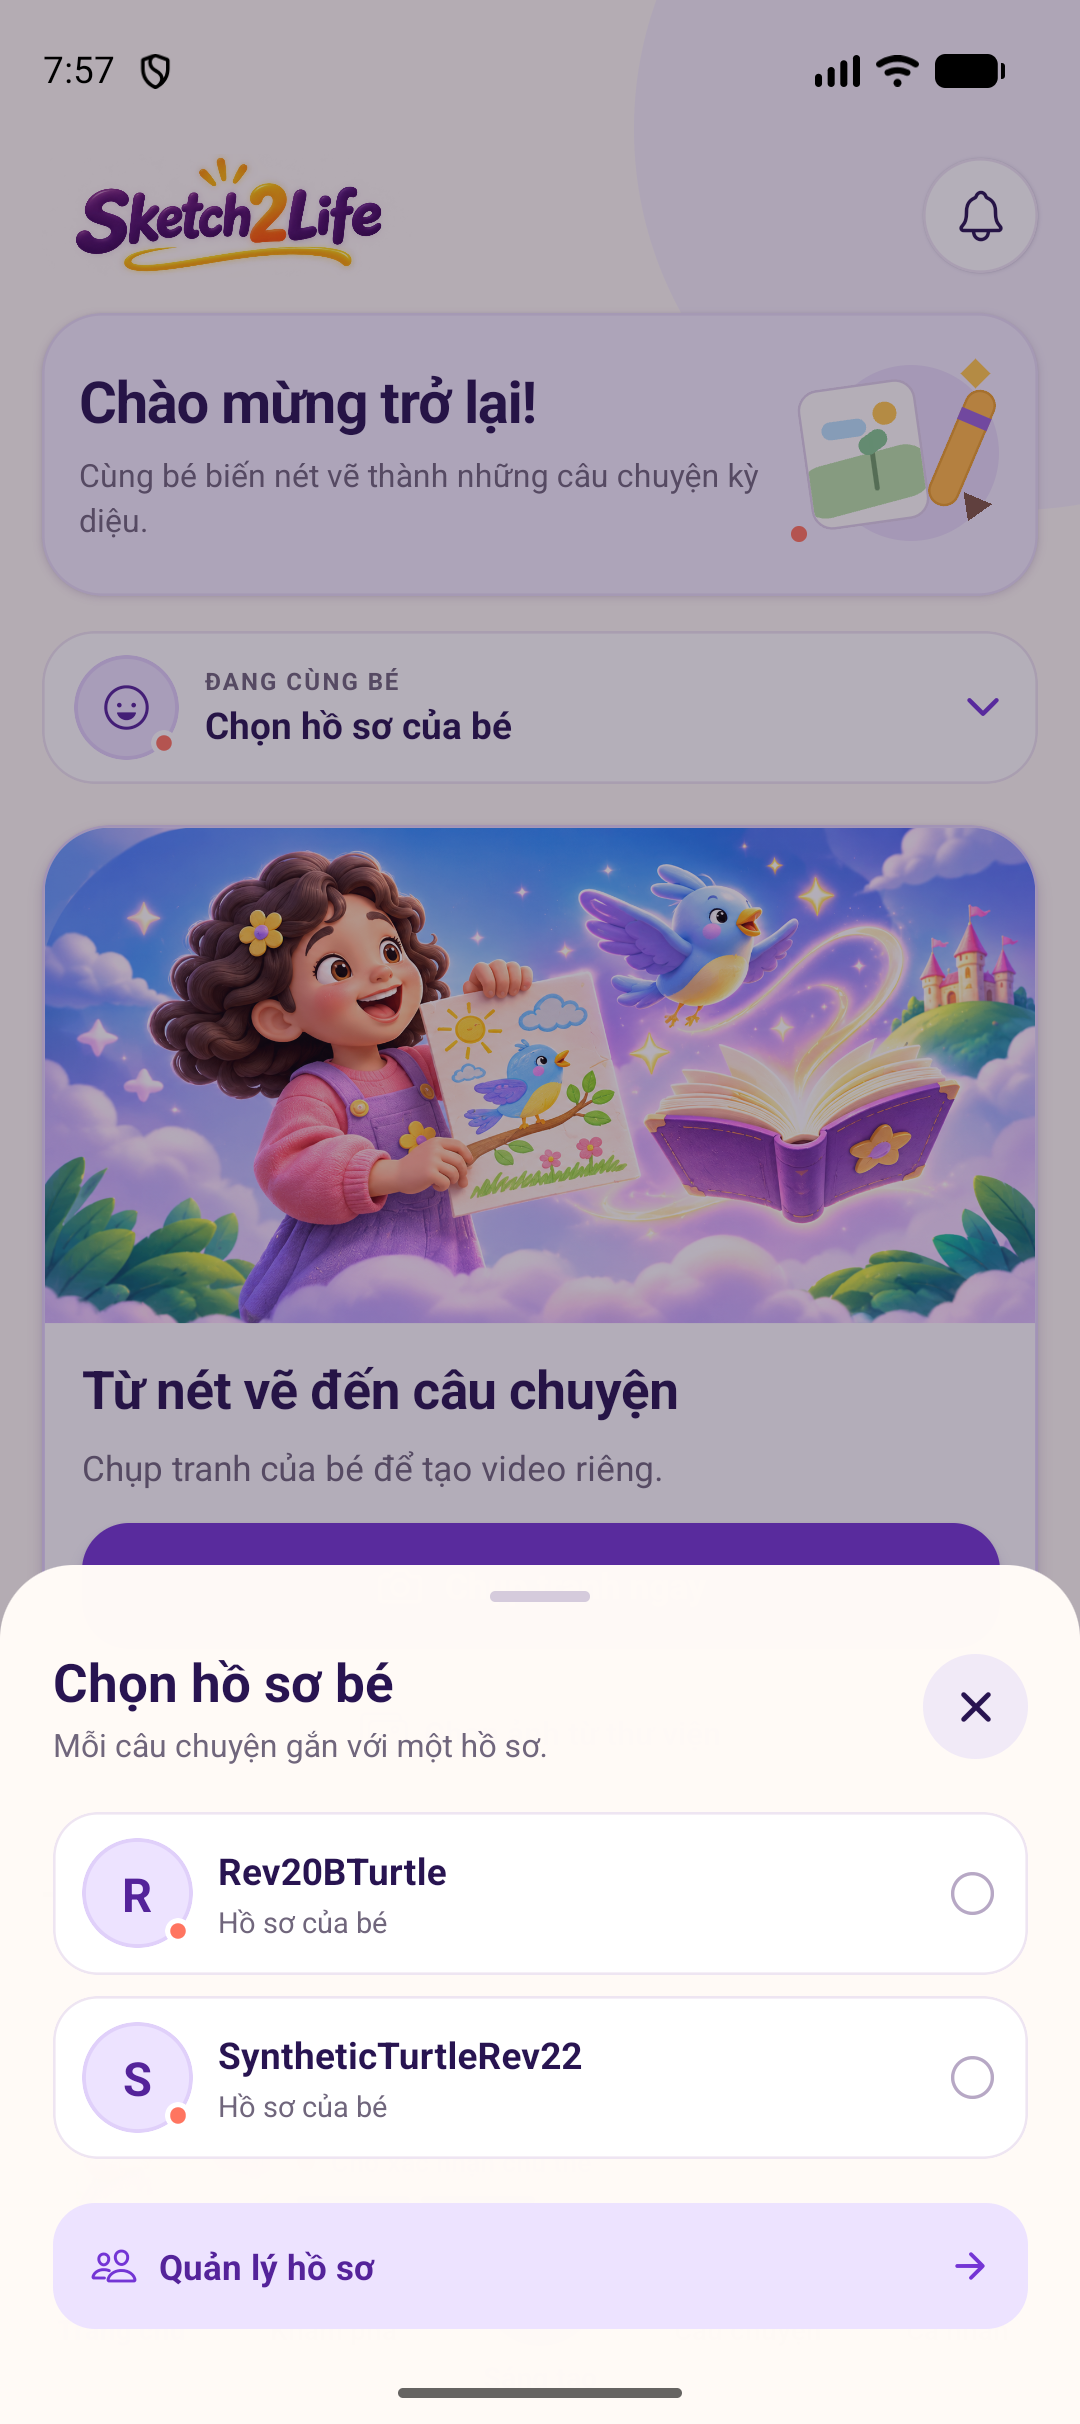 7:57
Sketch2Life
Chào mừng trở lại!
Cùng bé biến nét vẽ thành những câu chuyện kỳ
diệu.
ĐANG CÙNG BÉ
Chọn hồ sơ của bé
Từ nét vẽ đến câu chuyện
Chụp tranh của bé để tạo video riêng.
Chọn hồ sơ bé
Mỗi câu chuyện gắn với một hồ sơ.
R
Rev20BTurtle
Hồ sơ của bé
S
SyntheticTurtleRev22
Hồ sơ của bé
Quản lý hồ sơ